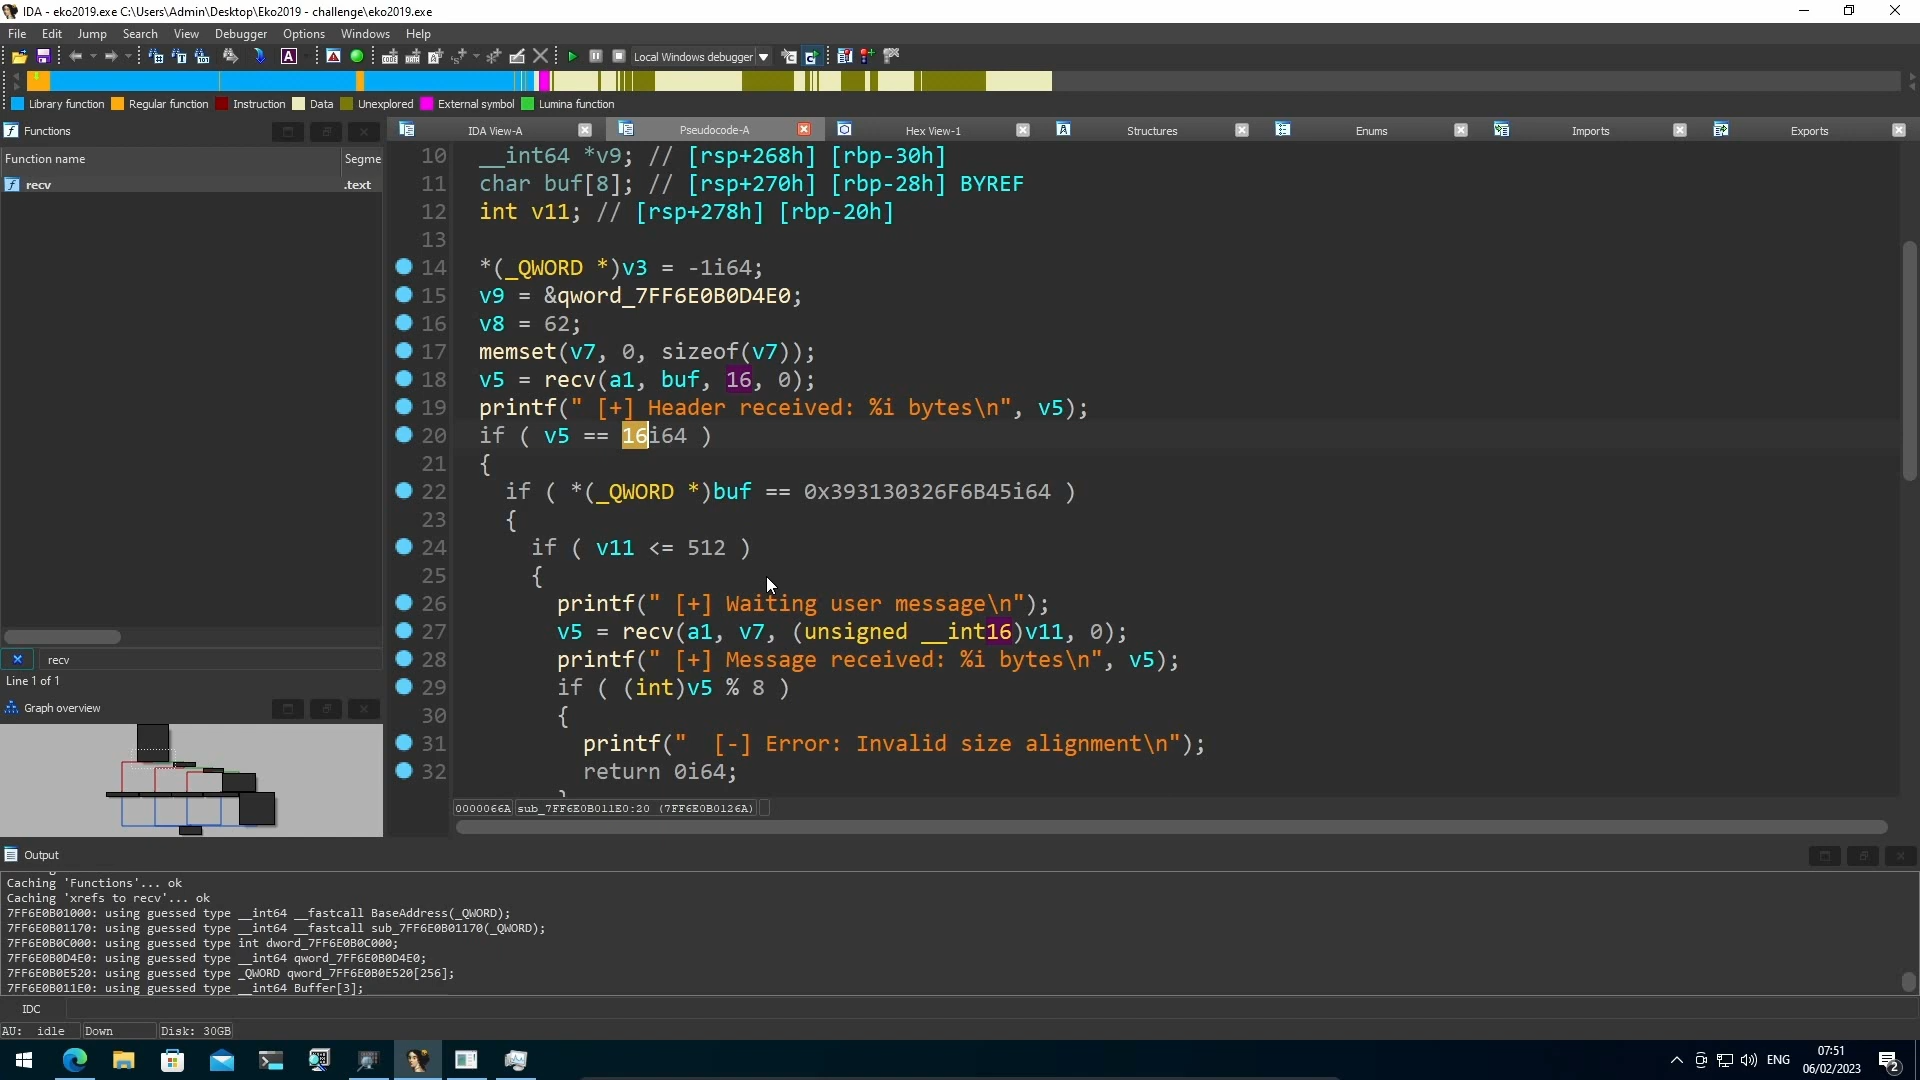 IDA - eko2019.exe C:\Users\Admin\Desktop\Eko2019 - challenge\eko2019.exe
File Edit Jump Search View Debugger Options Windows Help
Local Windows debugger
Library function Regular function Instruction Data Unexplored External symbol Lumina function
Functions
IDA View-A Pseudocode-A Hex View-1 Structures Enums Imports Exports
Function name Segme
recv .text
recv
Line 1 of 1
Graph overview
10 __int64 *v9; // [rsp+268h] [rbp-30h]
11 char buf[8]; // [rsp+270h] [rbp-28h] BYREF
12 int v11; // [rsp+278h] [rbp-20h]
13
14 *(_QWORD *)v3 = -1i64;
15 v9 = &qword_7FF6E0B0D4E0;
16 v8 = 62;
17 memset(v7, 0, sizeof(v7));
18 v5 = recv(a1, buf, 16, 0);
19 printf(" [+] Header received: %i bytes\n", v5);
20 if ( v5 == 16i64 )
21 {
22 if ( *(_QWORD *)buf == 0x393130326F6B45i64 )
23 {
24 if ( v11 <= 512 )
25 {
26 printf(" [+] Waiting user message\n");
27 v5 = recv(a1, v7, (unsigned __int16)v11, 0);
28 printf(" [+] Message received: %i bytes\n", v5);
29 if ( (int)v5 % 8 )
30 {
31 printf("  [-] Error: Invalid size alignment\n");
32 return 0i64;
0000066A sub_7FF6E0B011E0:20 (7FF6E0B0126A)
Output
Caching 'Functions'... ok
Caching 'xrefs to recv'... ok
7FF6E0B01000: using guessed type __int64 __fastcall BaseAddress(_QWORD);
7FF6E0B01170: using guessed type __int64 __fastcall sub_7FF6E0B01170(_QWORD);
7FF6E0B0C000: using guessed type int dword_7FF6E0B0C000;
7FF6E0B0D4E0: using guessed type __int64 qword_7FF6E0B0D4E0;
7FF6E0B0E520: using guessed type _QWORD qword_7FF6E0B0E520[256];
7FF6E0B011E0: using guessed type __int64 Buffer[3];
IDC
AU: idle Down Disk: 30GB
ENG
07:51
06/02/2023
2